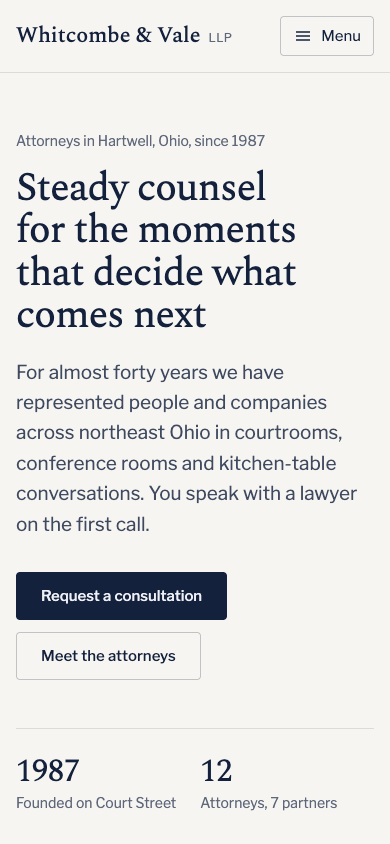 Whitcombe & Vale LLP
Menu
Attorneys in Hartwell, Ohio, since 1987
Steady counsel
for the moments
that decide what
comes next
For almost forty years we have
represented people and companies
across northeast Ohio in courtrooms,
conference rooms and kitchen-table
conversations. You speak with a lawyer
on the first call.
Request a consultation
Meet the attorneys
1987
Founded on Court Street
12
Attorneys, 7 partners